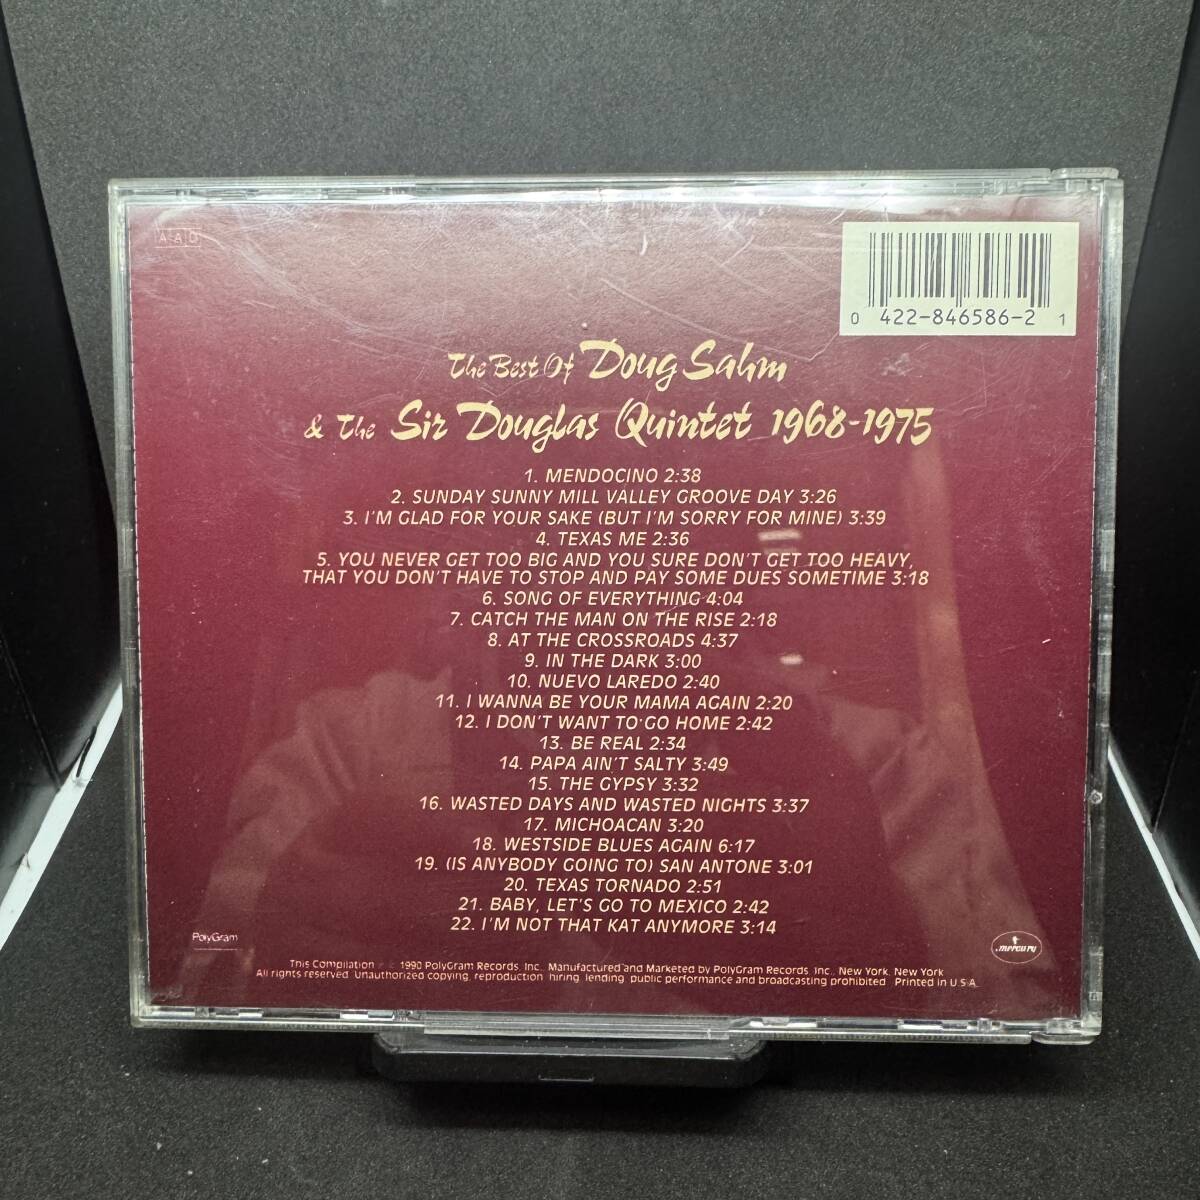 AAD
0 422-846586-2 1
The Best Of Doug Sahm
& The Sir Douglas Quintet 1968-1975
1. MENDOCINO 2:38
2. SUNDAY SUNNY MILL VALLEY GROOVE DAY 3:26
3. I'M GLAD FOR YOUR SAKE (BUT I'M SORRY FOR MINE) 3:39
4. TEXAS ME 2:36
5. YOU NEVER GET TOO BIG AND YOU SURE DON'T GET TOO HEAVY,
THAT YOU DON'T HAVE TO STOP AND PAY SOME DUES SOMETIME 3:18
6. SONG OF EVERYTHING 4:04
7. CATCH THE MAN ON THE RISE 2:18
8. AT THE CROSSROADS 4:37
9. IN THE DARK 3:00
10. NUEVO LAREDO 2:40
11. I WANNA BE YOUR MAMA AGAIN 2:20
12. I DON'T WANT TO GO HOME 2:42
13. BE REAL 2:34
14. PAPA AIN'T SALTY 3:49
15. THE GYPSY 3:32
16. WASTED DAYS AND WASTED NIGHTS 3:37
17. MICHOACAN 3:20
18. WESTSIDE BLUES AGAIN 6:17
19. (IS ANYBODY GOING TO) SAN ANTONE 3:01
20. TEXAS TORNADO 2:51
21. BABY, LET'S GO TO MEXICO 2:42
22. I'M NOT THAT KAT ANYMORE 3:14
PolyGram
mercury
This Compilation 1990 PolyGram Records, Inc., Manufactured and Marketed by PolyGram Records, Inc., New York, New York
All rights reserved. Unauthorized copying, reproduction, hiring, lending, public performance and broadcasting prohibited. Printed in U.S.A.